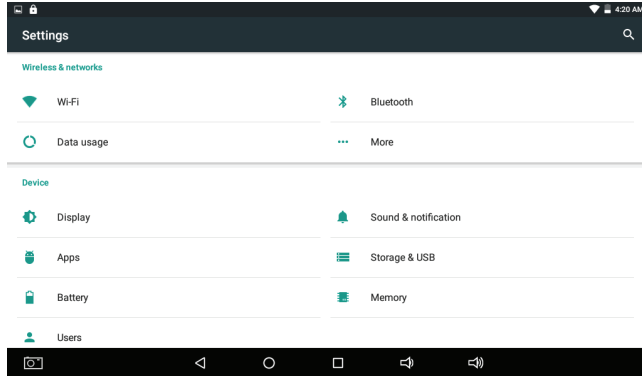 4:20 AM
Settings
Wireless & networks
Wi-Fi
Bluetooth
Data usage
More
Device
Display
Sound & notification
Apps
Storage & USB
Battery
Memory
Users